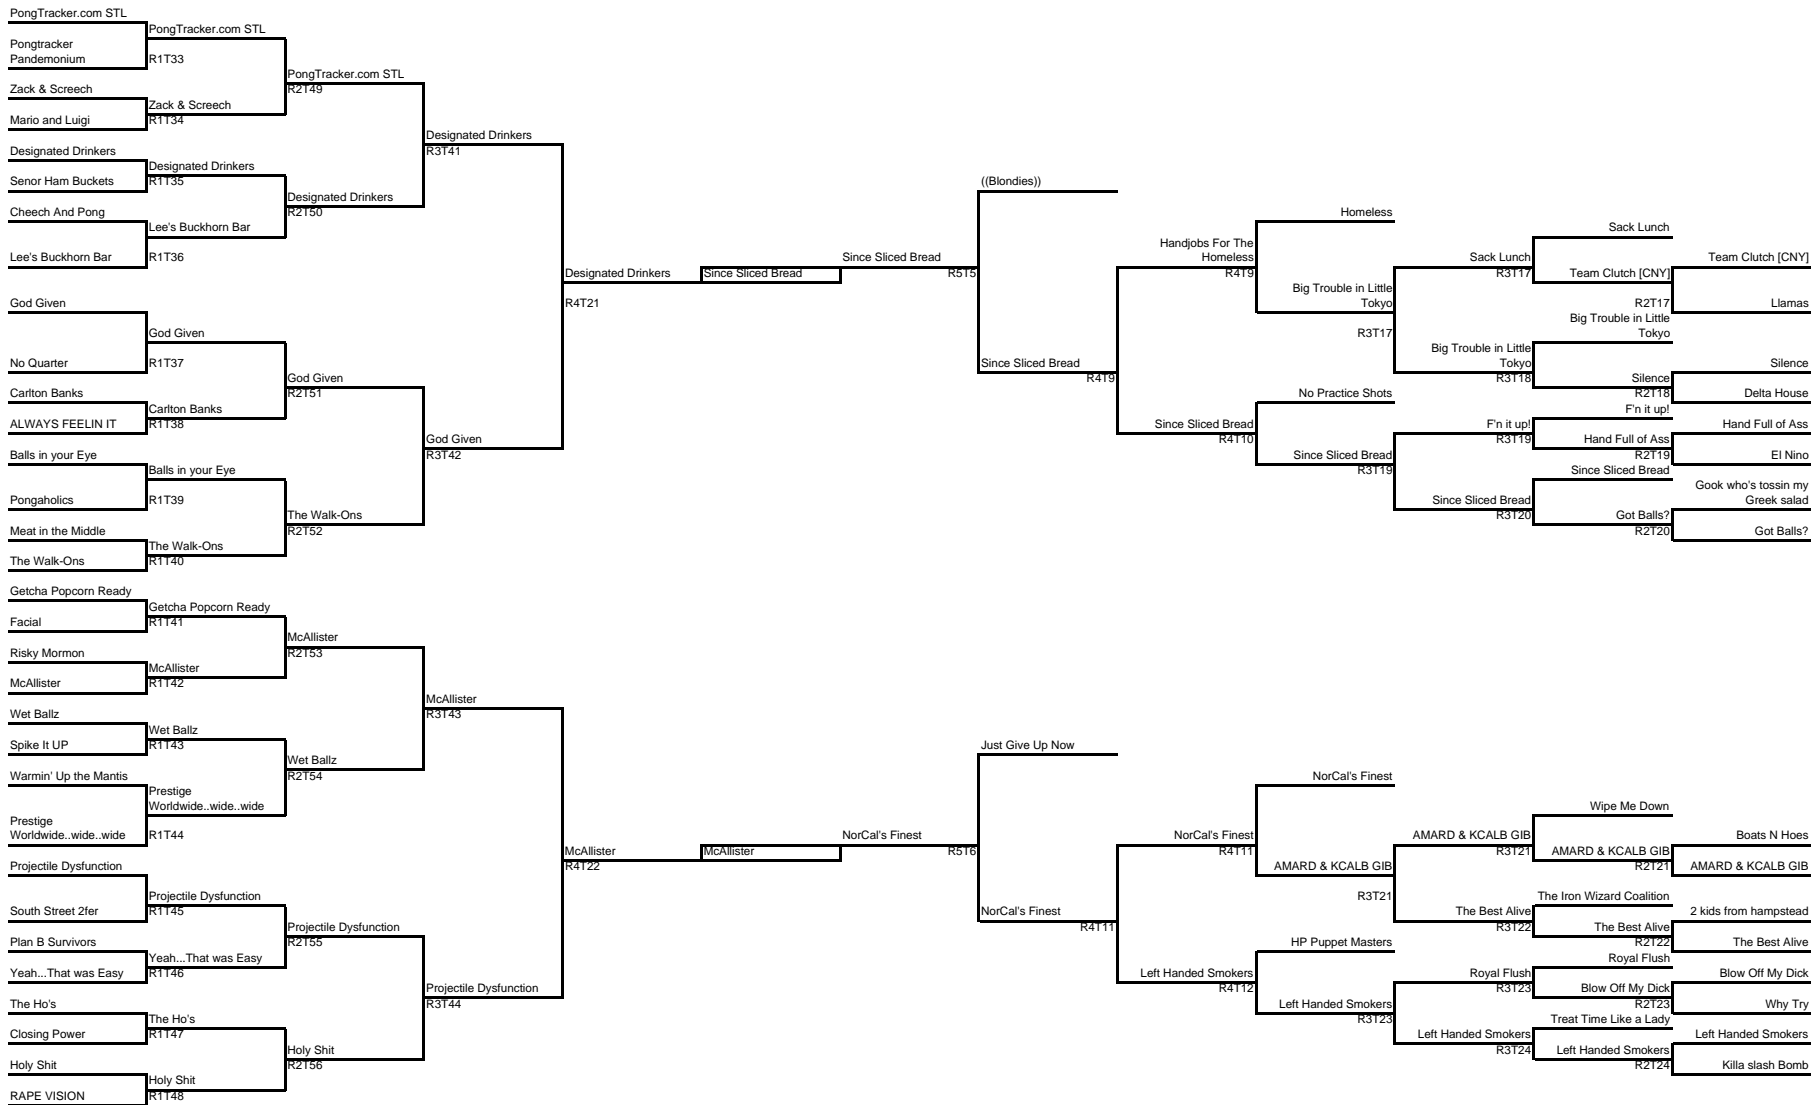 PongTracker.com STL
PongTracker.com STL
Pongtracker
Pandemonium
R1T33
PongTracker.com STL
R2T49
Zack & Screech
Zack & Screech
Mario and Luigi
R1T34
Designated Drinkers
R3T41
Designated Drinkers
Designated Drinkers
Senor Ham Buckets
R1T35
Designated Drinkers
R2T50
Cheech And Pong
Lee's Buckhorn Bar
Lee's Buckhorn Bar
R1T36
Designated Drinkers
R4T21
God Given
God Given
No Quarter
R1T37
God Given
R2T51
Carlton Banks
Carlton Banks
ALWAYS FEELIN IT
R1T38
God Given
R3T42
Balls in your Eye
Balls in your Eye
Pongaholics
R1T39
The Walk-Ons
R2T52
Meat in the Middle
The Walk-Ons
The Walk-Ons
R1T40
Getcha Popcorn Ready
Getcha Popcorn Ready
Facial
R1T41
McAllister
R2T53
Risky Mormon
McAllister
McAllister
R1T42
McAllister
R3T43
Wet Ballz
Wet Ballz
Spike It UP
R1T43
Wet Ballz
R2T54
Warmin' Up the Mantis
Prestige
Worldwide..wide..wide
Prestige
Worldwide..wide..wide
R1T44
McAllister
R4T22
Projectile Dysfunction
Projectile Dysfunction
South Street 2fer
R1T45
Projectile Dysfunction
R2T55
Plan B Survivors
Yeah...That was Easy
Yeah...That was Easy
R1T46
Projectile Dysfunction
R3T44
The Ho's
The Ho's
Closing Power
R1T47
Holy Shit
R2T56
Holy Shit
Holy Shit
RAPE VISION
R1T48
Since Sliced Bread
Since Sliced Bread
R5T5
((Blondies))
Since Sliced Bread
R4T9
Handjobs For The
Homeless
R4T9
Homeless
Big Trouble in Little
Tokyo
R3T17
Sack Lunch
R3T17
Sack Lunch
Team Clutch [CNY]
R2T17
Team Clutch [CNY]
Llamas
Big Trouble in Little
Tokyo
R3T18
Big Trouble in Little
Tokyo
Silence
R2T18
Silence
Delta House
Since Sliced Bread
R4T10
No Practice Shots
Since Sliced Bread
R3T19
F'n it up!
R3T19
F'n it up!
Hand Full of Ass
R2T19
Hand Full of Ass
El Nino
Since Sliced Bread
R3T20
Since Sliced Bread
Got Balls?
R2T20
Gook who's tossin my
Greek salad
Got Balls?
McAllister
NorCal's Finest
R5T6
Just Give Up Now
NorCal's Finest
R4T11
NorCal's Finest
R4T11
NorCal's Finest
AMARD & KCALB GIB
R3T21
AMARD & KCALB GIB
R3T21
Wipe Me Down
AMARD & KCALB GIB
R2T21
Boats N Hoes
AMARD & KCALB GIB
The Best Alive
R3T22
The Iron Wizard Coalition
The Best Alive
R2T22
2 kids from hampstead
The Best Alive
Left Handed Smokers
R4T12
HP Puppet Masters
Left Handed Smokers
R3T23
Royal Flush
R3T23
Royal Flush
Blow Off My Dick
R2T23
Blow Off My Dick
Why Try
Left Handed Smokers
R3T24
Treat Time Like a Lady
Left Handed Smokers
R2T24
Left Handed Smokers
Killa slash Bomb